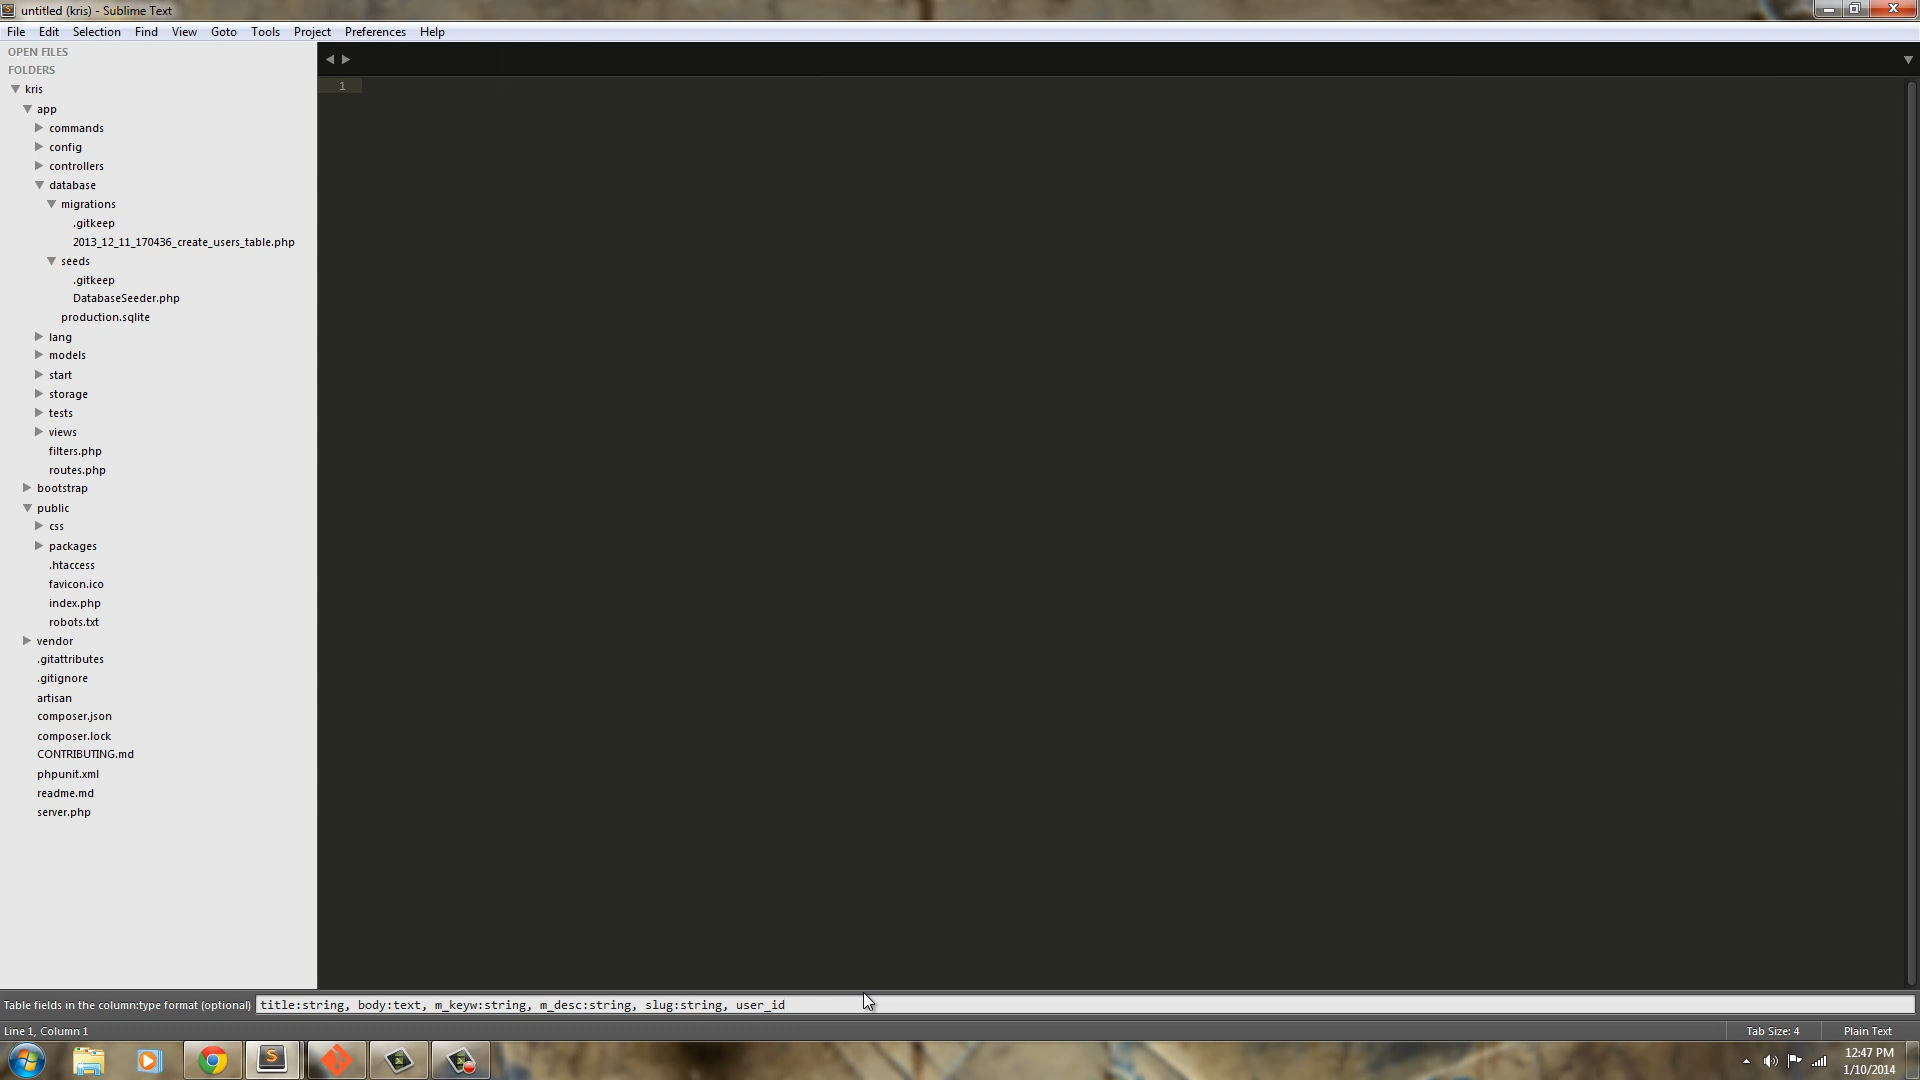 untitled (kris) - Sublime Text
File Edit Selection Find View Goto Tools Project Preferences Help
OPEN FILES
FOLDERS
kris
app
commands
config
controllers
database
migrations
.gitkeep
2013_12_11_170436_create_users_table.php
seeds
.gitkeep
DatabaseSeeder.php
production.sqlite
lang
models
start
storage
tests
views
filters.php
routes.php
bootstrap
public
css
packages
.htaccess
favicon.ico
index.php
robots.txt
vendor
.gitattributes
.gitignore
artisan
composer.json
composer.lock
CONTRIBUTING.md
phpunit.xml
readme.md
server.php
1
Table fields in the column:type format (optional) title:string, body:text, m_keyw:string, m_desc:string, slug:string, user_id
Line 1, Column 1 Tab Size: 4 Plain Text
12:47 PM
1/10/2014